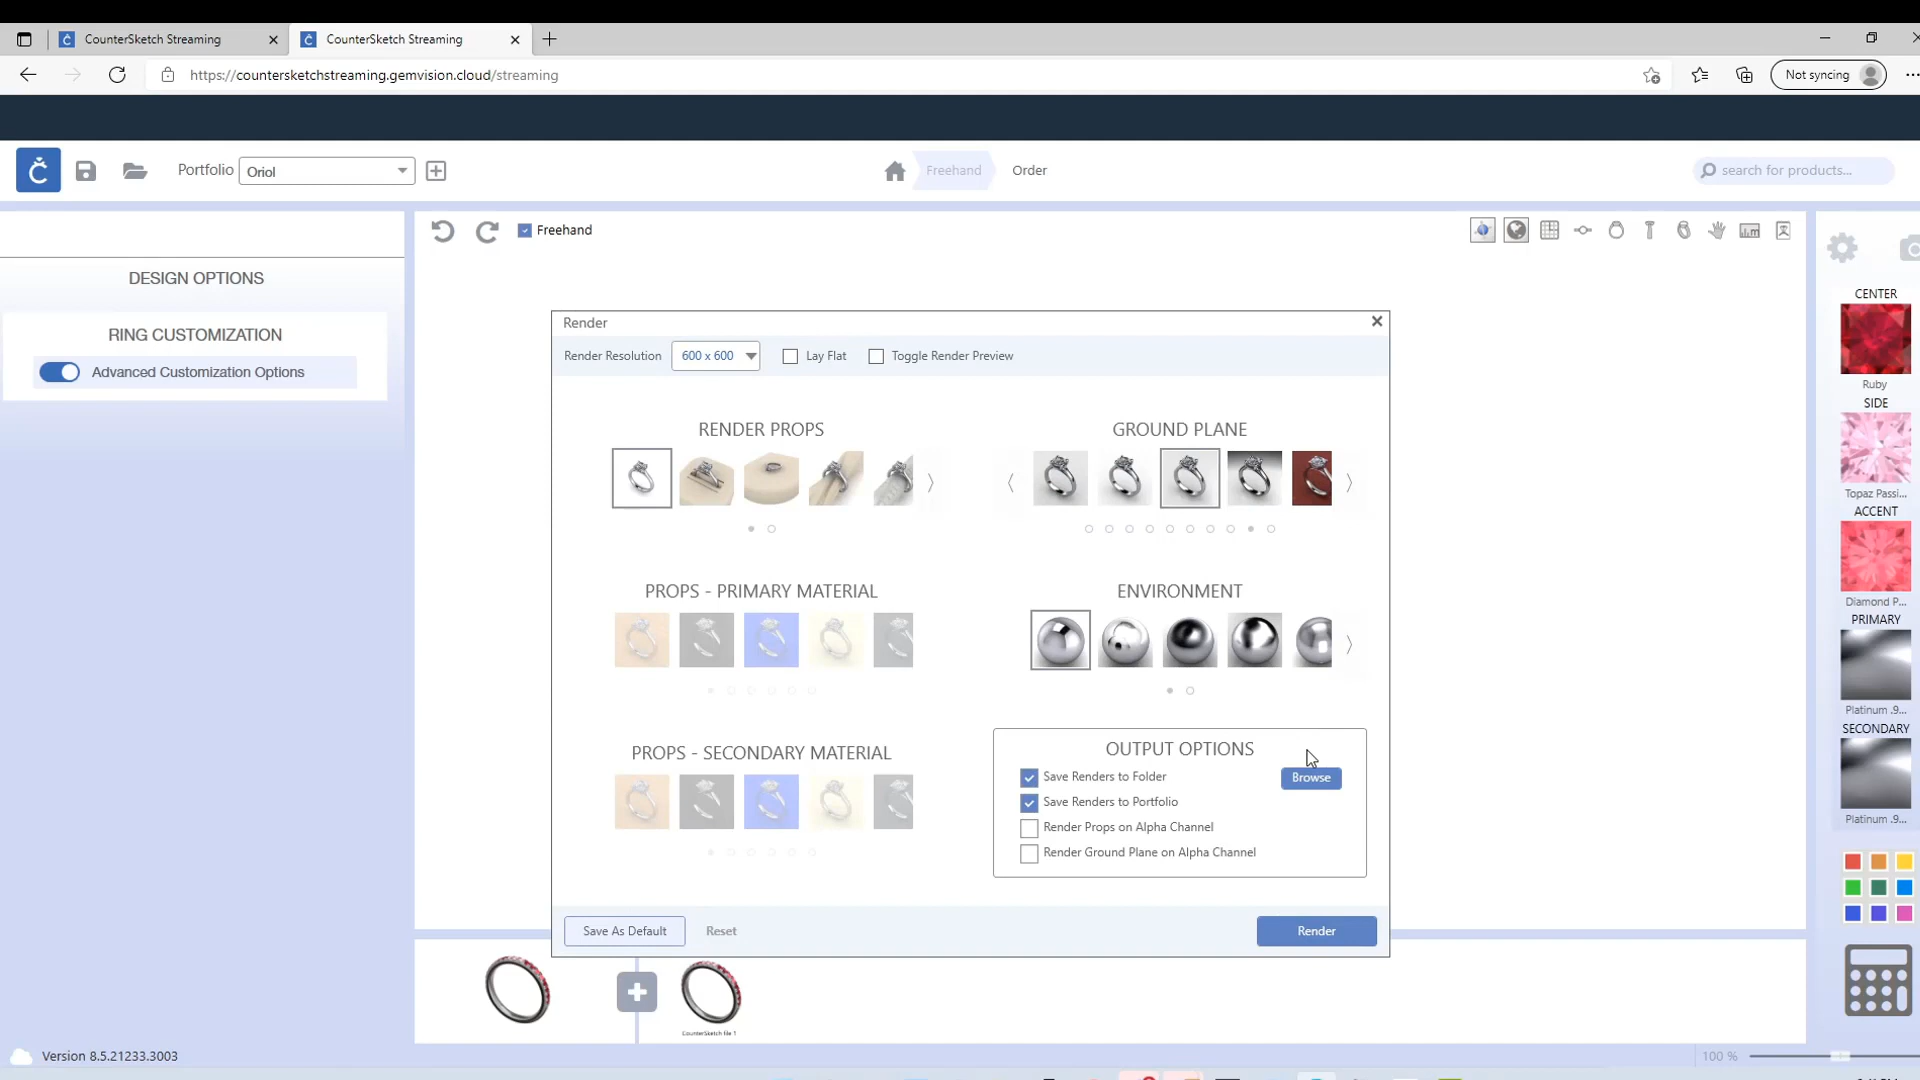 CounterSketch Streaming
CounterSketch Streaming
https://countersketchstreaming.gemvision.cloud/streaming
Not syncing
Portfolio
Oriol
Freehand
Order
search for products...
Freehand
DESIGN OPTIONS
RING CUSTOMIZATION
Advanced Customization Options
Render
Render Resolution
600 x 600
Lay Flat
Toggle Render Preview
RENDER PROPS
GROUND PLANE
PROPS - PRIMARY MATERIAL
ENVIRONMENT
PROPS - SECONDARY MATERIAL
OUTPUT OPTIONS
Save Renders to Folder
Browse
Save Renders to Portfolio
Render Props on Alpha Channel
Render Ground Plane on Alpha Channel
Save As Default
Reset
Render
CENTER
Ruby
SIDE
Topaz Passi...
ACCENT
Diamond P...
PRIMARY
Platinum .9...
SECONDARY
Platinum .9...
CounterSketch file 1
Version 8.5.21233.3003
100 %